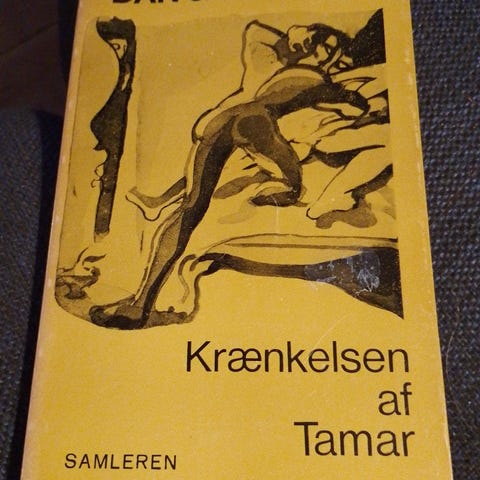 Krænkelsen
af
Tamar
SAMLEREN